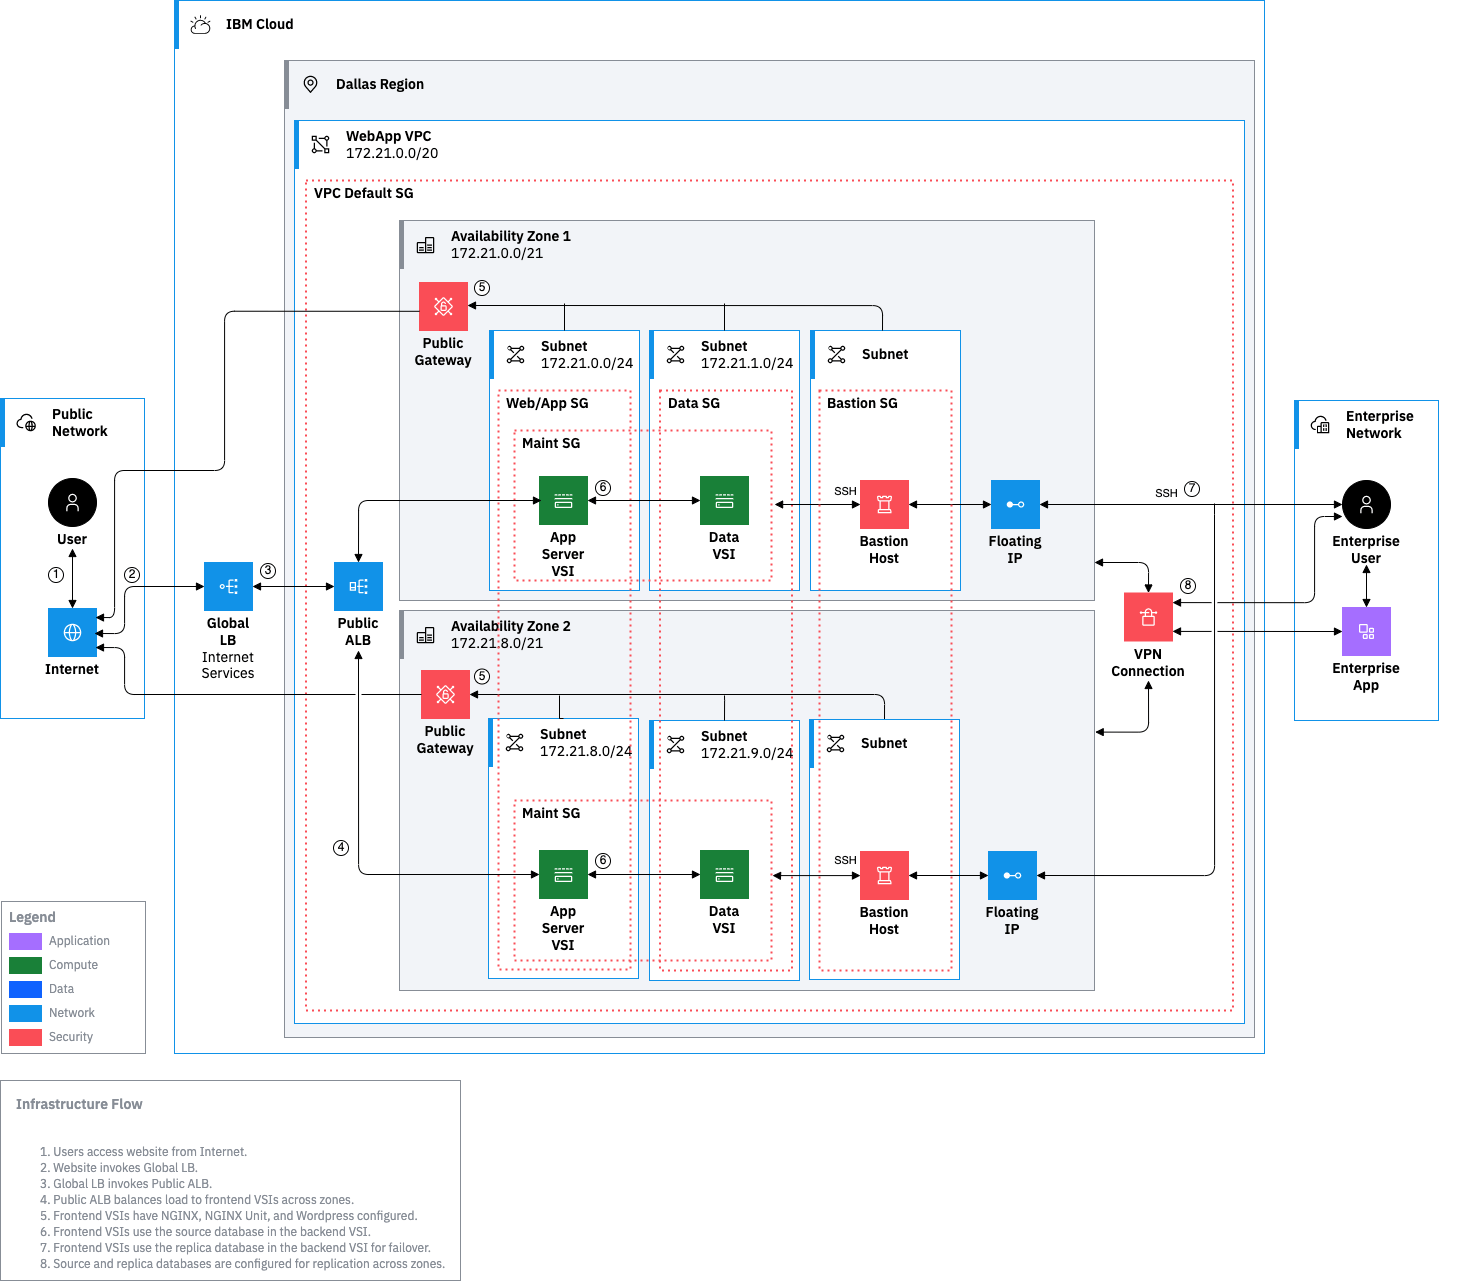 IBM Cloud
Dallas Region
WebApp VPC
172.21.0.0/20
VPC Default SG
Availability Zone 1
172.21.0.0/21
5
Public
Gateway
Subnet
172.21.0.0/24
Subnet
172.21.1.0/24
Subnet
Web/App SG
Data SG
Bastion SG
Maint SG
6
App
Server
VSI
Data
VSI
SSH
Bastion
Host
Floating
IP
SSH
7
Public
Network
User
1
2
Internet
Global
LB
Internet
Services
3
Public
ALB
4
Enterprise
Network
Enterprise
User
8
VPN
Connection
Enterprise
App
Availability Zone 2
172.21.8.0/21
5
Public
Gateway
Subnet
172.21.8.0/24
Subnet
172.21.9.0/24
Subnet
Maint SG
6
App
Server
VSI
Data
VSI
SSH
Bastion
Host
Floating
IP
Legend
Application
Compute
Data
Network
Security
Infrastructure Flow
1. Users access website from Internet.
2. Website invokes Global LB.
3. Global LB invokes Public ALB.
4. Public ALB balances load to frontend VSIs across zones.
5. Frontend VSIs have NGINX, NGINX Unit, and Wordpress configured.
6. Frontend VSIs use the source database in the backend VSI.
7. Frontend VSIs use the replica database in the backend VSI for failover.
8. Source and replica databases are configured for replication across zones.